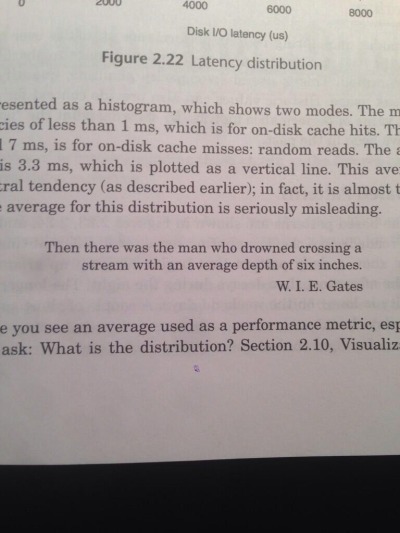 0 2000 4000 6000 8000
Disk I/O latency (us)
Figure 2.22 Latency distribution
resented as a histogram, which shows two modes. The m
cies of less than 1 ms, which is for on-disk cache hits. Th
d 7 ms, is for on-disk cache misses: random reads. The a
is 3.3 ms, which is plotted as a vertical line. This ave
tral tendency (as described earlier); in fact, it is almost t
e average for this distribution is seriously misleading.
Then there was the man who drowned crossing a
stream with an average depth of six inches.
W. I. E. Gates
e you see an average used as a performance metric, esp
ask: What is the distribution? Section 2.10, Visualiz